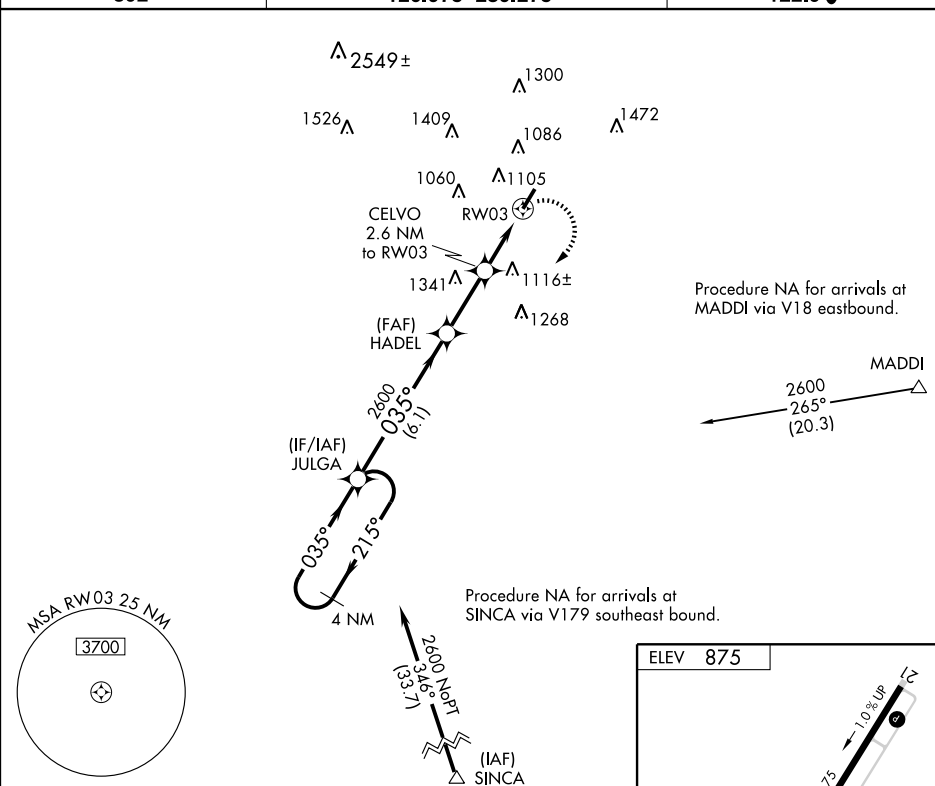 2549±
1300
1526
1409
1472
1086
1060
1105
CELVO
2.6 NM
to RW03
RW03
1341
1116±
1268
Procedure NA for arrivals at
MADDI via V18 eastbound.
(FAF)
HADEL
MADDI
2600
265°
(20.3)
2600
035°
(6.1)
(IF/IAF)
JULGA
035°
215°
4 NM
Procedure NA for arrivals at
SINCA via V179 southeast bound.
MSA RW03 25 NM
3700
2600 NoPT
346°
(33.7)
(IAF)
SINCA
ELEV 875
21
1.0% UP
P